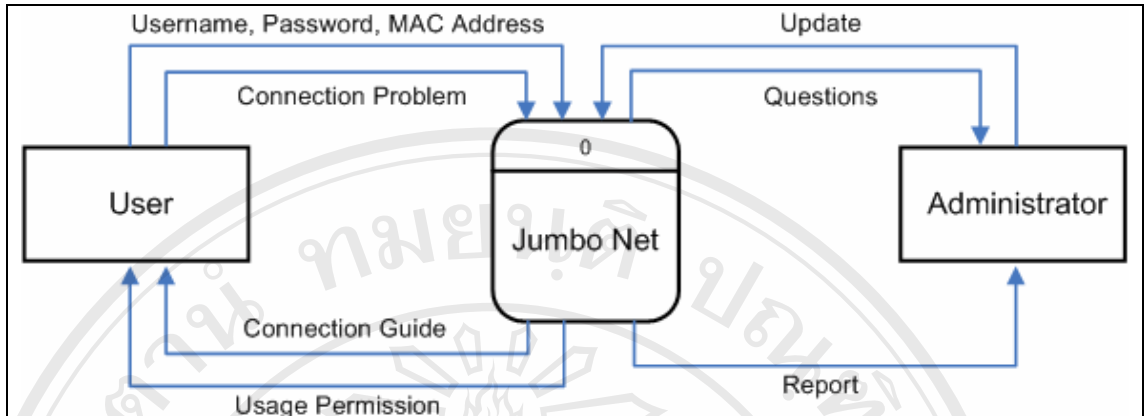 Username, Password, MAC Address
Update
Connection Problem
Questions
0
User
Jumbo Net
Administrator
Connection Guide
Report
Usage Permission